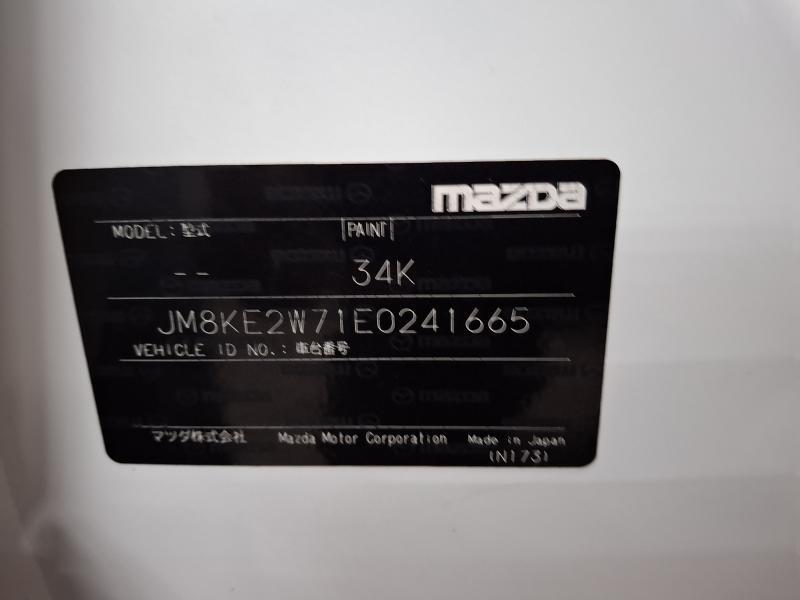 mazda
MODEL: 型式 |PAINT|
-- 34K
JM8KE2W71E0241665
VEHICLE ID NO.: 車台番号
マツダ株式会社 Mazda Motor Corporation Made in Japan
(N173)